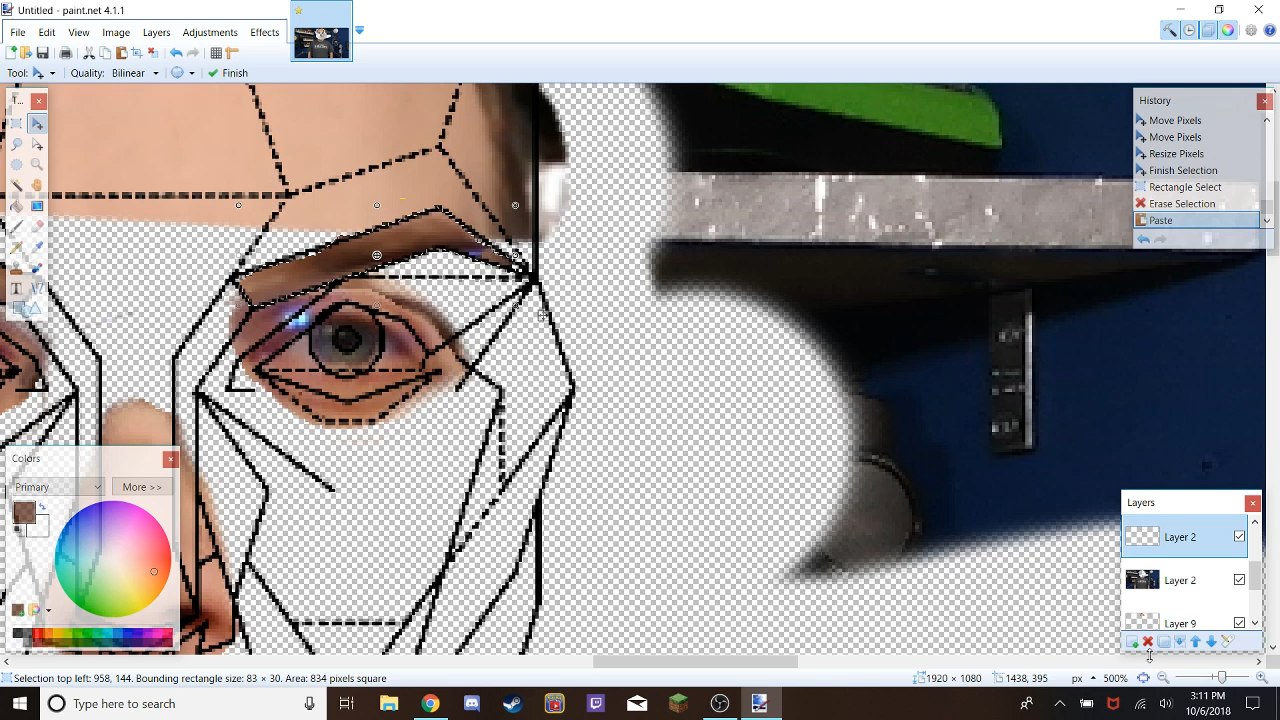 Untitled - paint.net 4.1.1
File Edit View Image Layers Adjustments Effects
Tool: Quality: Bilinear Finish
T...
History
Move Pixels
Move Pixels
Resize Pixels
Finish Selection
Rectangle Select
Erase Selection
Paste
Colors
Primary More >>
Layers
Layer 2
Layer 2
Layer 9
Selection top left: 958, 144. Bounding rectangle size: 83 × 30. Area: 834 pixels square
1920 × 1080 1438, 395 px 500%
Type here to search
3:11 PM
10/6/2018